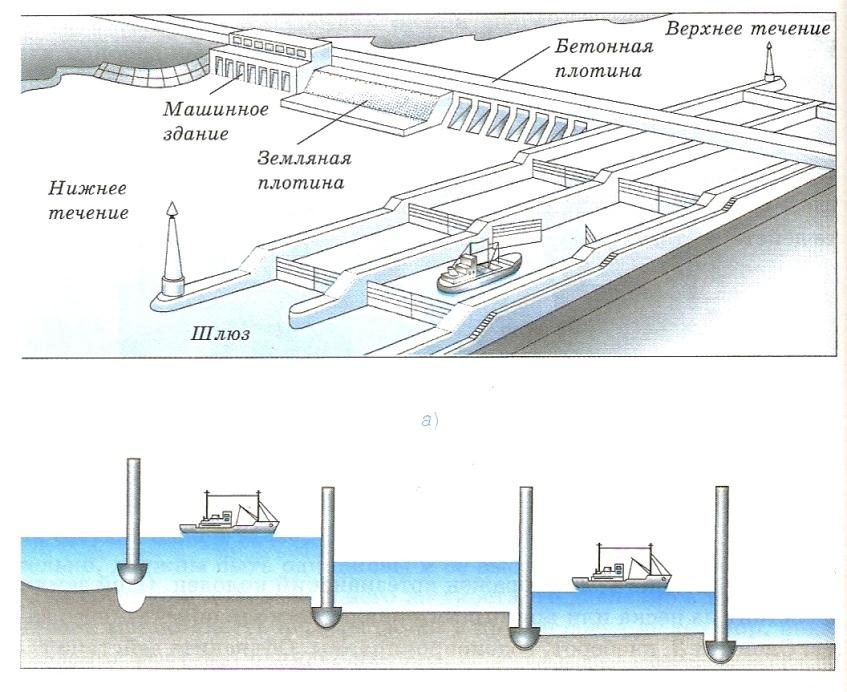 Верхнее течение
Бетонная
плотина
Машинное
здание
Земляная
плотина
Нижнее
течение
Шлюз
а)